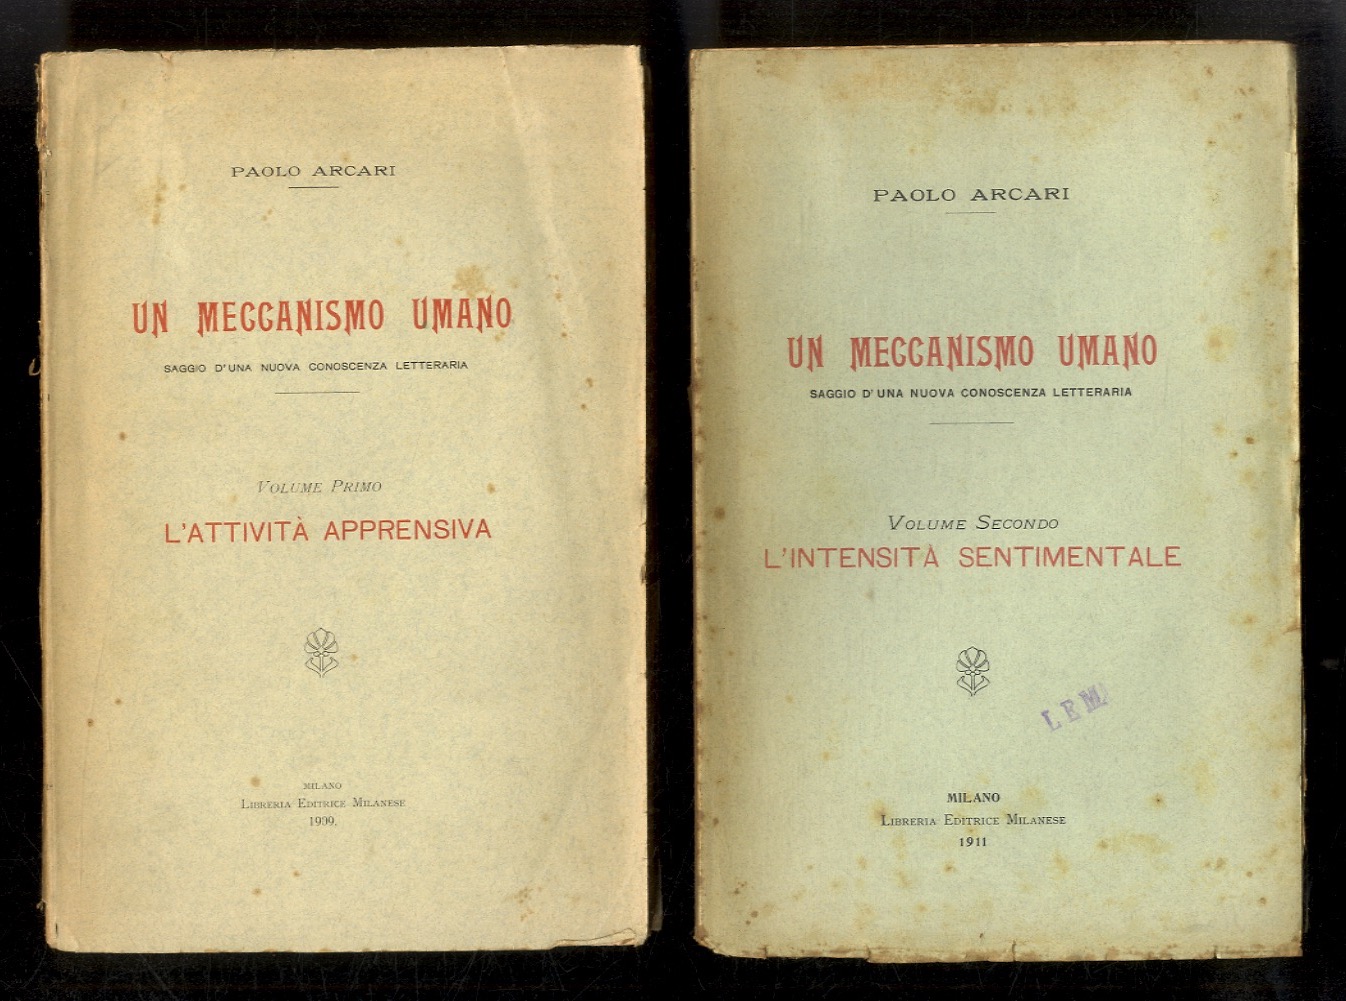 PAOLO ARCARI
UN MECCANISMO UMANO
SAGGIO D'UNA NUOVA CONOSCENZA LETTERARIA
VOLUME PRIMO
L'ATTIVITÀ APPRENSIVA
MILANO
LIBRERIA EDITRICE MILANESE
1909.
PAOLO ARCARI
UN MECCANISMO UMANO
SAGGIO D'UNA NUOVA CONOSCENZA LETTERARIA
VOLUME SECONDO
L'INTENSITÀ SENTIMENTALE
LEM
MILANO
LIBRERIA EDITRICE MILANESE
1911